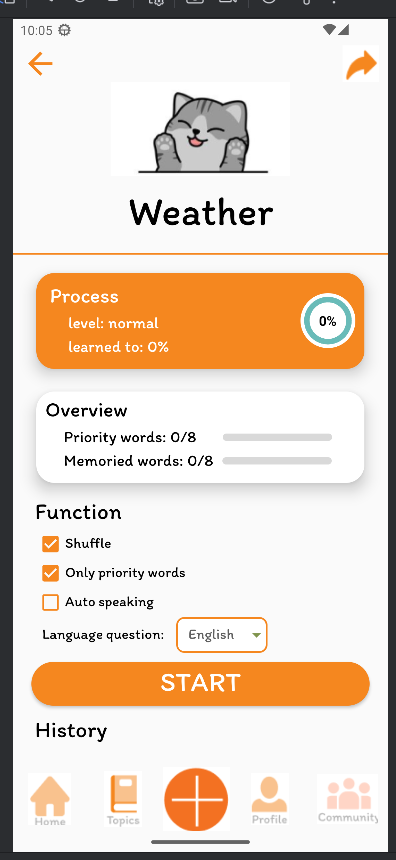 10:05
Weather
Process
level: normal
learned to: 0%
0%
Overview
Priority words: 0/8
Memoried words: 0/8
Function
Shuffle
Only priority words
Auto speaking
Language question: English
START
History
Home Topics Profile Community